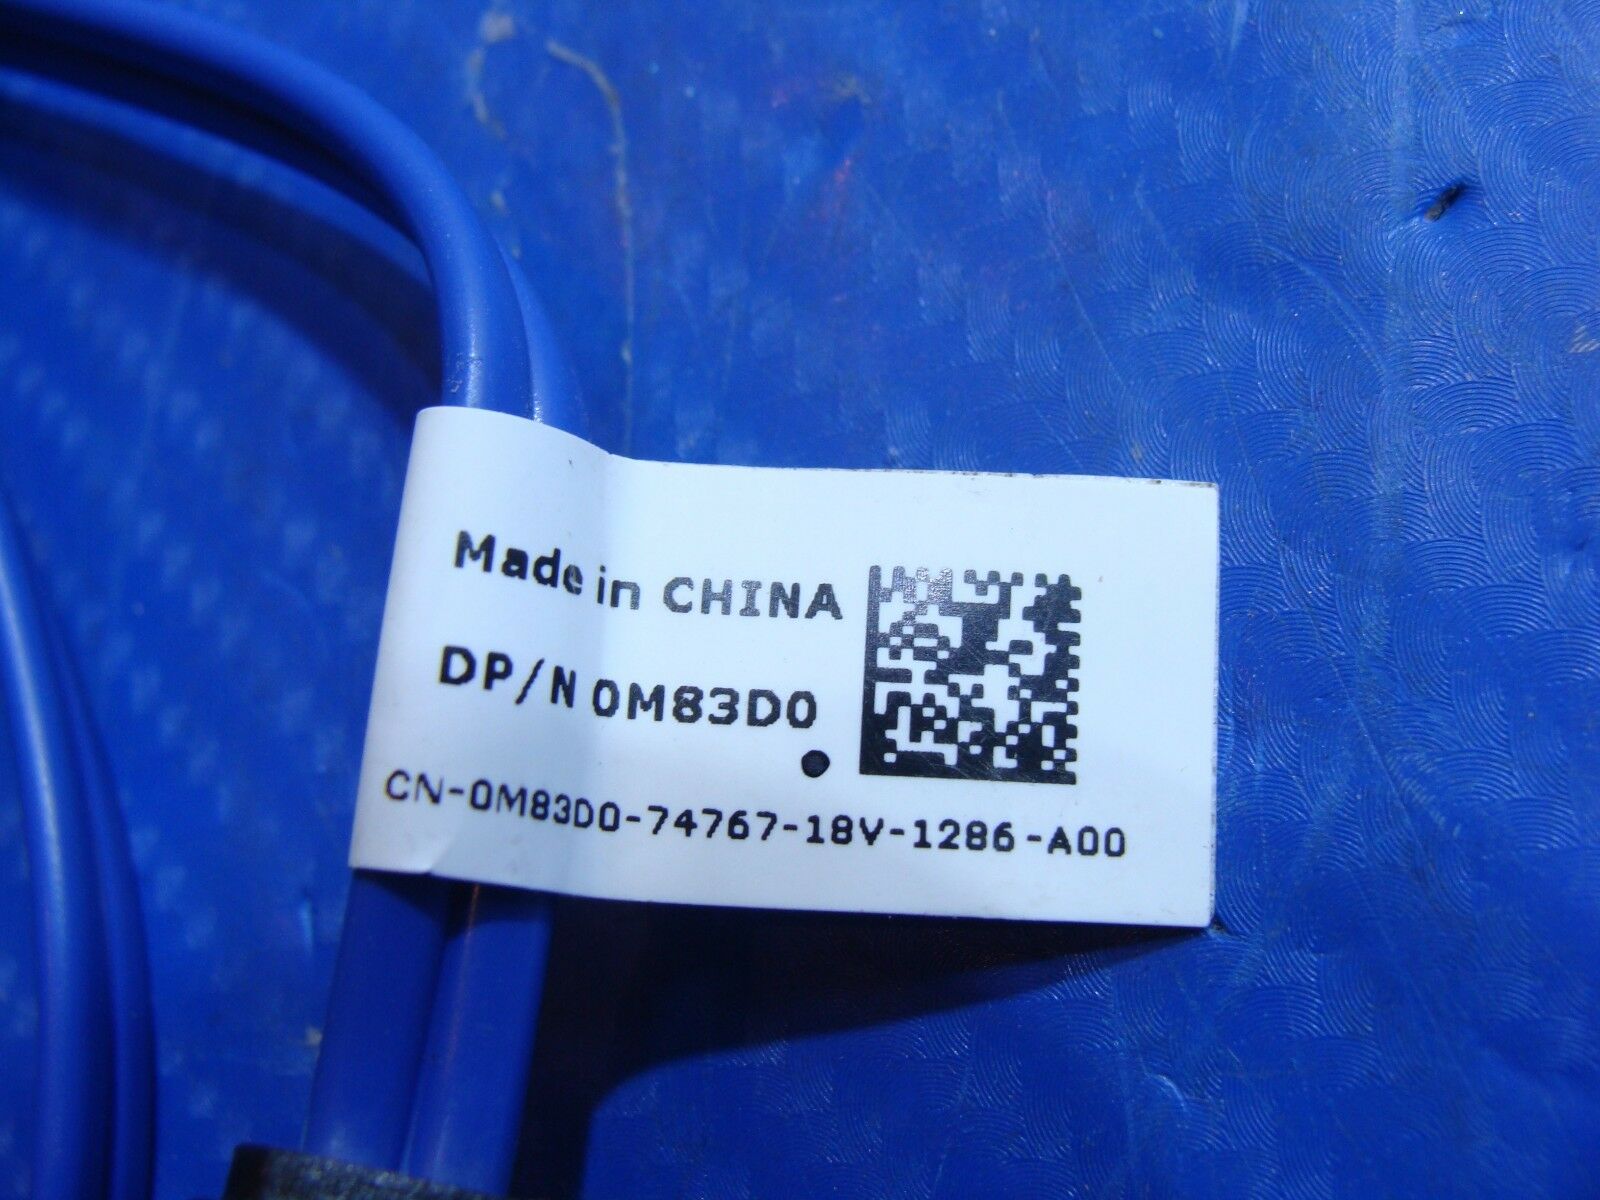 Made in CHINA
DP/N 0M83D0
CN-0M83D0-74767-18V-1286-A00